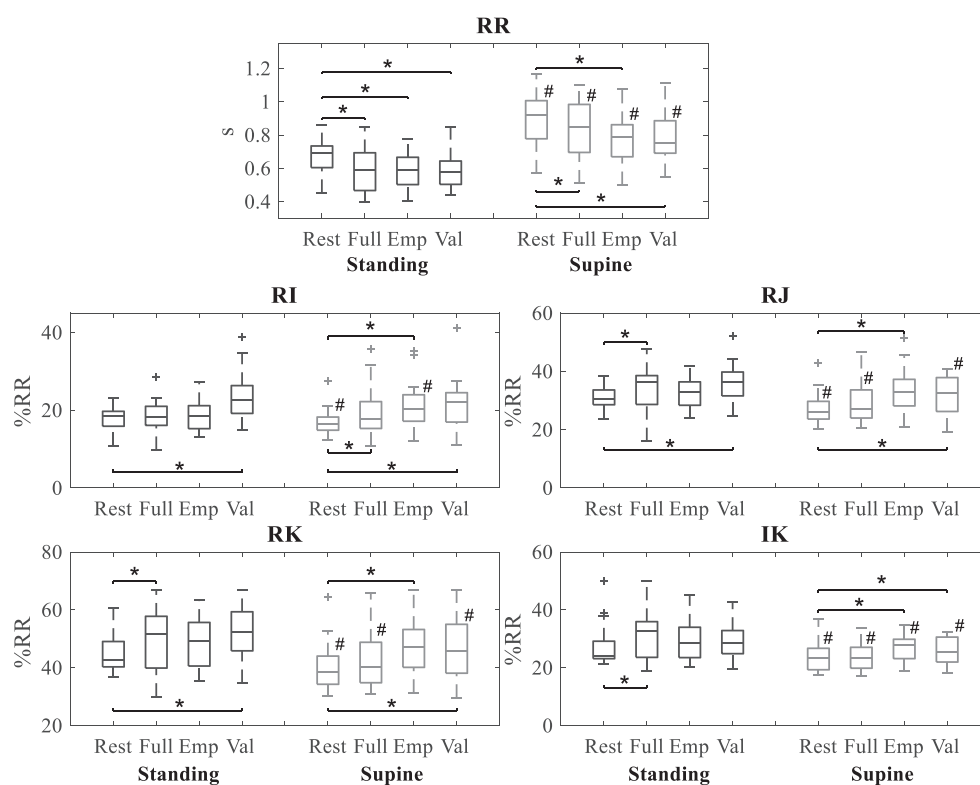 RR
1.2
1
0.8
0.6
0.4
s
*
*
*
*
*
*
# # # #
Rest Full Emp Val Rest Full Emp Val
Standing Supine
RI RJ
40
20
0
%RR
*
*
*
*
# #
60
40
20
0
%RR
*
*
*
*
# # #
Rest Full Emp Val Rest Full Emp Val Rest Full Emp Val Rest Full Emp Val
RK IK
80
60
40
20
%RR
*
*
*
*
# # #
60
40
20
0
%RR
*
*
*
# # # #
Rest Full Emp Val Rest Full Emp Val Rest Full Emp Val Rest Full Emp Val
Standing Supine Standing Supine